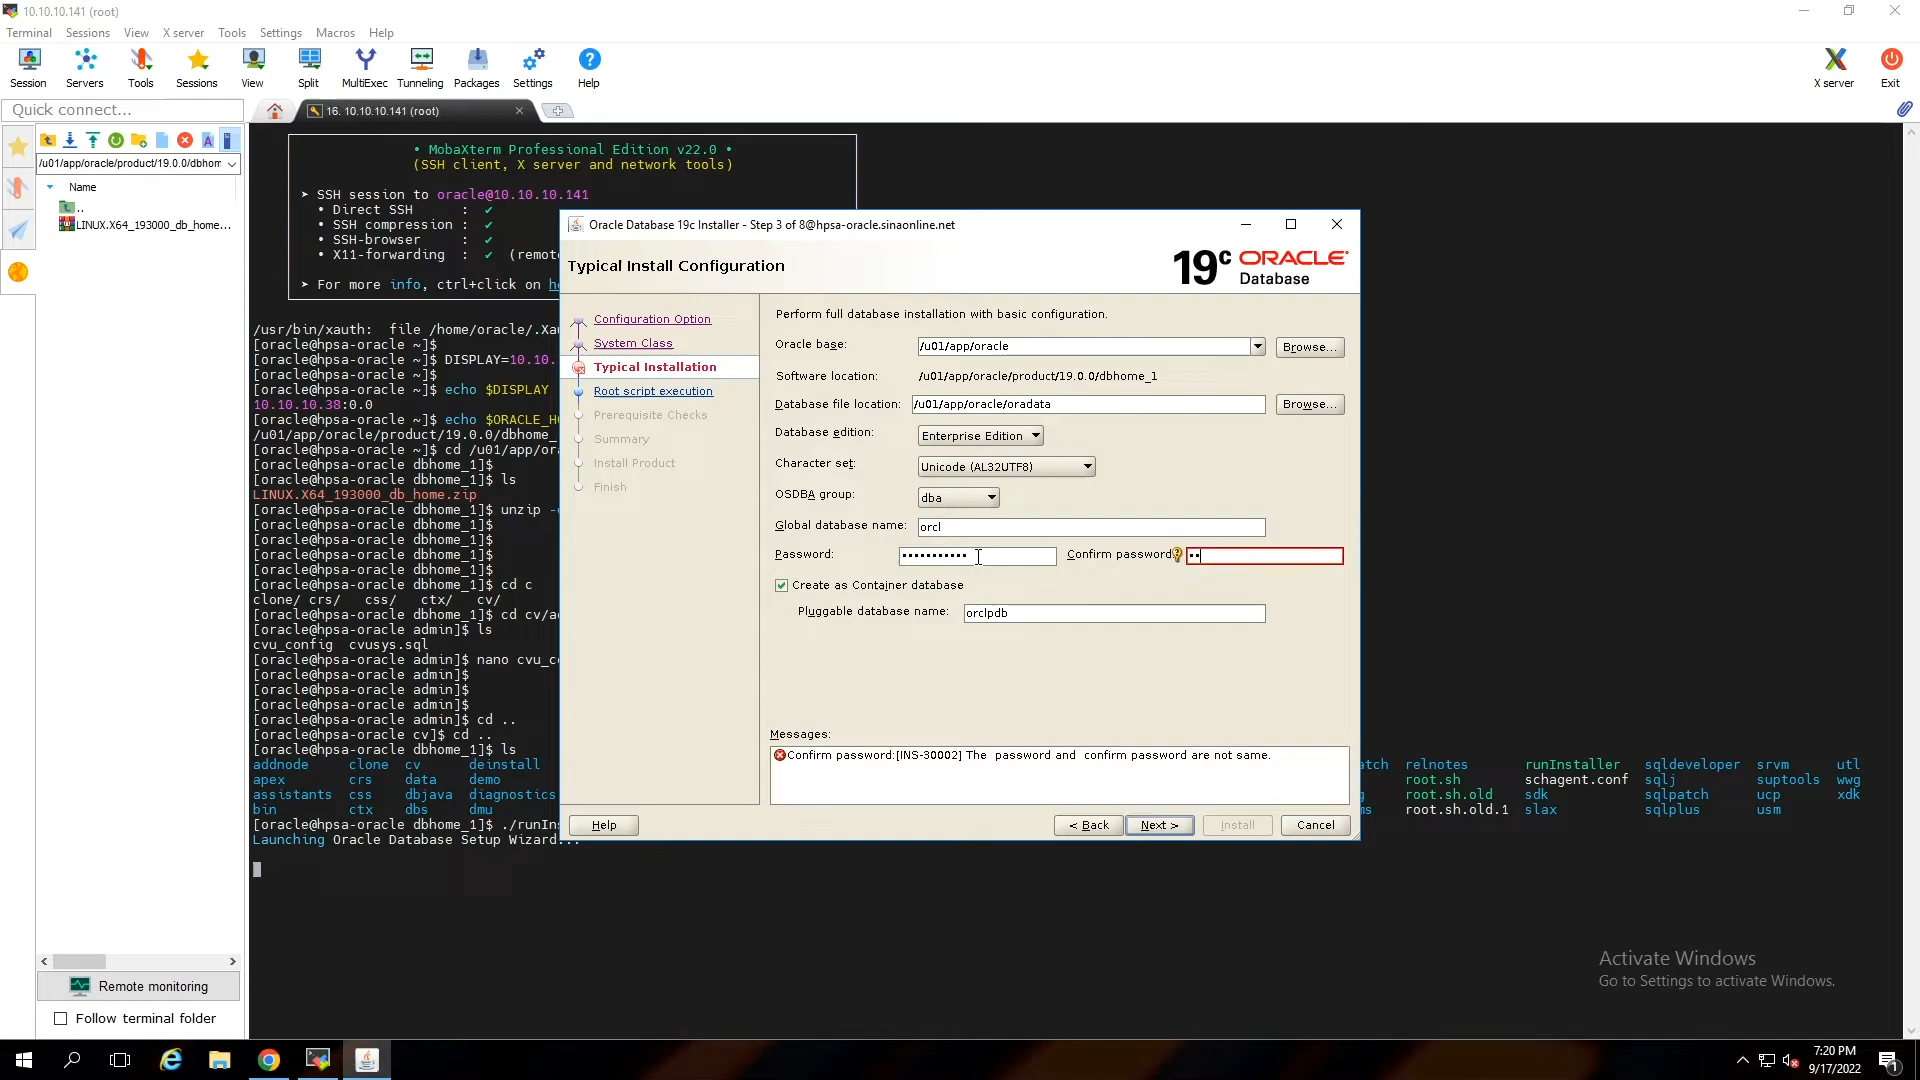 10.10.10.141 (root)
Terminal Sessions View X server Tools Settings Macros Help
Session Servers Tools Sessions View Split MultiExec Tunneling Packages Settings Help X server Exit
Quick connect...
16. 10.10.10.141 (root)
/u01/app/oracle/product/19.0.0/dbhom
Name
..
LINUX.X64_193000_db_home...
• MobaXterm Professional Edition v22.0 •
(SSH client, X server and network tools)
➤ SSH session to oracle@10.10.10.141
• Direct SSH : ✔
• SSH compression : ✔
• SSH-browser : ✔
• X11-forwarding : ✔ (remot
➤ For more info, ctrl+click on h
/usr/bin/xauth: file /home/oracle/.Xa
[oracle@hpsa-oracle ~]$
[oracle@hpsa-oracle ~]$ DISPLAY=10.10.
[oracle@hpsa-oracle ~]$
[oracle@hpsa-oracle ~]$ echo $DISPLAY
10.10.10.38:0.0
[oracle@hpsa-oracle ~]$ echo $ORACLE_H
/u01/app/oracle/product/19.0.0/dbhome_
[oracle@hpsa-oracle ~]$ cd /u01/app/or
[oracle@hpsa-oracle dbhome_1]$
[oracle@hpsa-oracle dbhome_1]$ ls
LINUX.X64_193000_db_home.zip
[oracle@hpsa-oracle dbhome_1]$ unzip -
[oracle@hpsa-oracle dbhome_1]$
[oracle@hpsa-oracle dbhome_1]$
[oracle@hpsa-oracle dbhome_1]$
[oracle@hpsa-oracle dbhome_1]$
[oracle@hpsa-oracle dbhome_1]$ cd c
clone/ crs/ css/ ctx/ cv/
[oracle@hpsa-oracle dbhome_1]$ cd cv/a
[oracle@hpsa-oracle admin]$ ls
cvu_config cvusys.sql
[oracle@hpsa-oracle admin]$ nano cvu_c
[oracle@hpsa-oracle admin]$
[oracle@hpsa-oracle admin]$
[oracle@hpsa-oracle admin]$
[oracle@hpsa-oracle admin]$ cd ..
[oracle@hpsa-oracle cv]$ cd ..
[oracle@hpsa-oracle dbhome_1]$ ls
addnode clone cv deinstall atch relnotes runInstaller sqldeveloper srvm utl
apex crs data demo root.sh schagent.conf sqlj suptools wwg
assistants css dbjava diagnostics g root.sh.old sdk sqlpatch ucp xdk
bin ctx dbs dmu ms root.sh.old.1 slax sqlplus usm
[oracle@hpsa-oracle dbhome_1]$ ./runIn
Launching Oracle Database Setup Wizard...
Oracle Database 19c Installer - Step 3 of 8@hpsa-oracle.sinaonline.net
Typical Install Configuration
19c ORACLE
Database
Configuration Option
System Class
Typical Installation
Root script execution
Prerequisite Checks
Summary
Install Product
Finish
Perform full database installation with basic configuration.
Oracle base: /u01/app/oracle Browse...
Software location: /u01/app/oracle/product/19.0.0/dbhome_1
Database file location: /u01/app/oracle/oradata Browse...
Database edition: Enterprise Edition
Character set: Unicode (AL32UTF8)
OSDBA group: dba
Global database name: orcl
Password: ••••••••••• Confirm password: ••
Create as Container database
Pluggable database name: orclpdb
Messages:
Confirm password:[INS-30002] The password and confirm password are not same.
Help < Back Next > Install Cancel
Remote monitoring
Follow terminal folder
Activate Windows
Go to Settings to activate Windows.
7:20 PM
9/17/2022
1